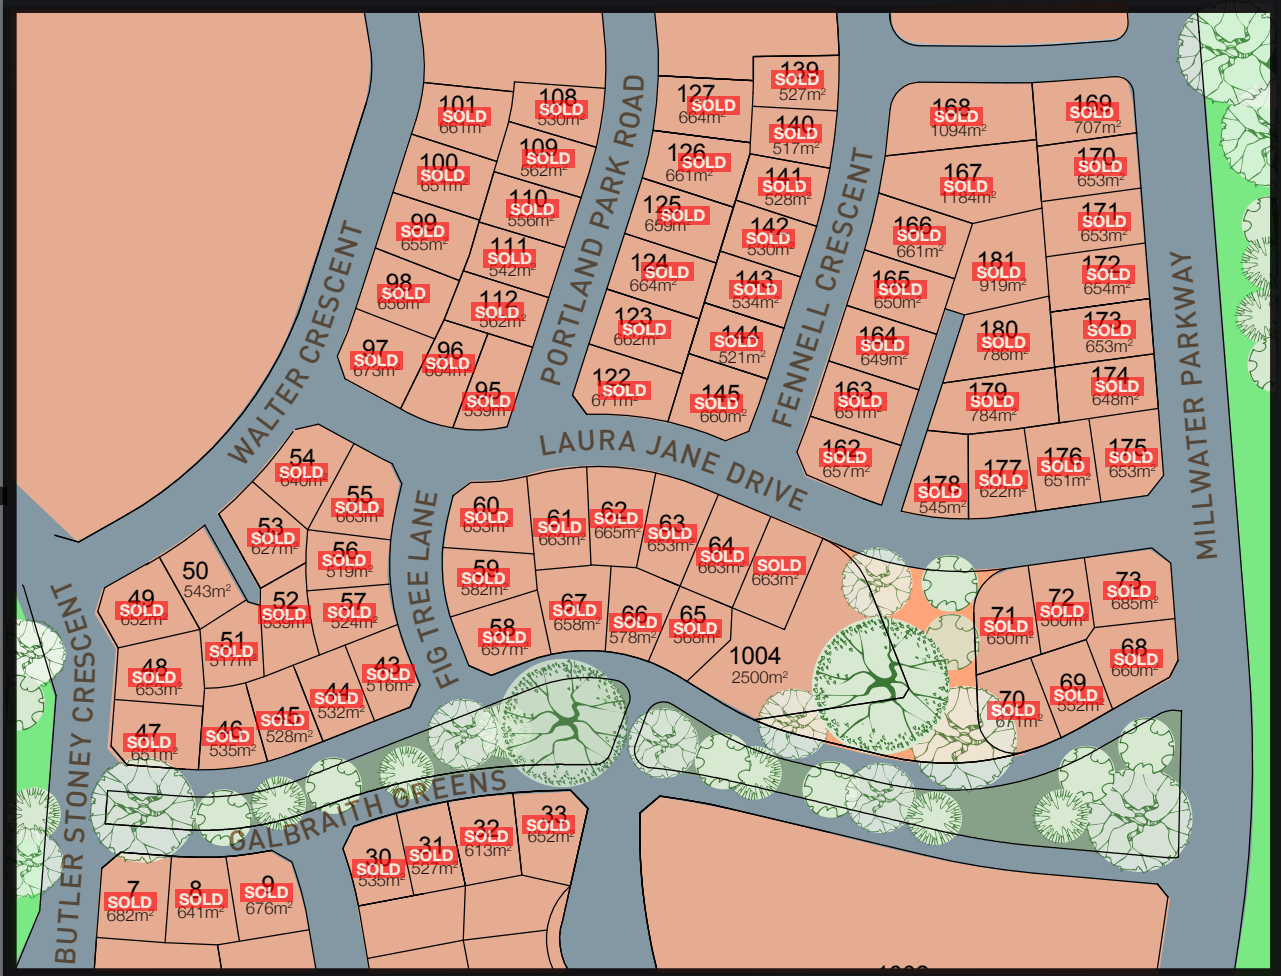 WALTER CRESCENT
PORTLAND PARK ROAD
FENNELL CRESCENT
MILLWATER PARKWAY
LAURA JANE DRIVE
FIG TREE LANE
BUTLER STONEY CRESCENT
GALBRAITH GREENS
101
SOLD
661m²
108
SOLD
530m²
100
SOLD
651m²
109
SOLD
562m²
99
SOLD
655m²
110
SOLD
556m²
98
SOLD
656m²
111
SOLD
542m²
112
SOLD
562m²
97
SOLD
673m²
96
SOLD
604m²
95
SOLD
539m²
127
SOLD
664m²
139
SOLD
527m²
126
SOLD
661m²
140
SOLD
517m²
125
SOLD
659m²
141
SOLD
528m²
124
SOLD
664m²
142
SOLD
530m²
123
SOLD
662m²
143
SOLD
534m²
122
SOLD
671m²
144
SOLD
521m²
145
SOLD
660m²
168
SOLD
1094m²
169
SOLD
707m²
167
SOLD
1184m²
170
SOLD
653m²
166
SOLD
661m²
171
SOLD
653m²
165
SOLD
650m²
181
SOLD
919m²
172
SOLD
654m²
164
SOLD
649m²
180
SOLD
786m²
173
SOLD
653m²
163
SOLD
651m²
179
SOLD
784m²
174
SOLD
648m²
162
SOLD
657m²
178
SOLD
545m²
177
SOLD
622m²
176
SOLD
651m²
175
SOLD
653m²
54
SOLD
640m²
55
SOLD
663m²
53
SOLD
627m²
56
SOLD
519m²
50
543m²
49
SOLD
652m²
52
SOLD
559m²
57
SOLD
524m²
51
SOLD
517m²
48
SOLD
653m²
43
SOLD
516m²
44
SOLD
532m²
45
SOLD
528m²
46
SOLD
535m²
47
SOLD
651m²
60
SOLD
653m²
61
SOLD
663m²
62
SOLD
665m²
63
SOLD
653m²
64
SOLD
663m²
SOLD
663m²
59
SOLD
582m²
58
SOLD
657m²
67
SOLD
658m²
66
SOLD
578m²
65
SOLD
568m²
1004
2500m²
71
SOLD
650m²
72
SOLD
560m²
73
SOLD
685m²
70
SOLD
671m²
69
SOLD
552m²
68
SOLD
660m²
30
SOLD
535m²
31
SOLD
527m²
32
SOLD
613m²
33
SOLD
652m²
7
SOLD
682m²
8
SOLD
641m²
9
SOLD
676m²